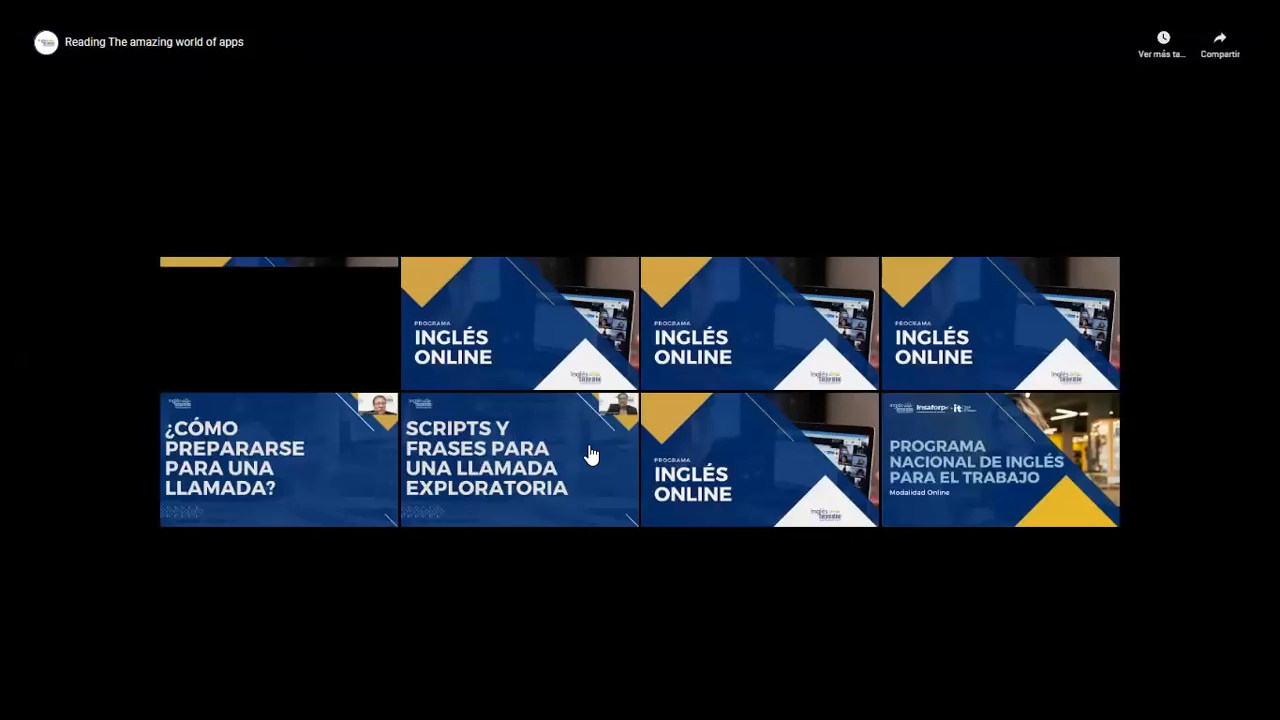 Reading The amazing world of apps
Ver más ta...
Compartir
PROGRAMA
INGLÉS
ONLINE
PROGRAMA
INGLÉS
ONLINE
PROGRAMA
INGLÉS
ONLINE
¿CÓMO
PREPARARSE
PARA UNA
LLAMADA?
SCRIPTS Y
FRASES PARA
UNA LLAMADA
EXPLORATORIA
PROGRAMA
INGLÉS
ONLINE
insaforp
PROGRAMA
NACIONAL DE INGLÉS
PARA EL TRABAJO
Modalidad Online